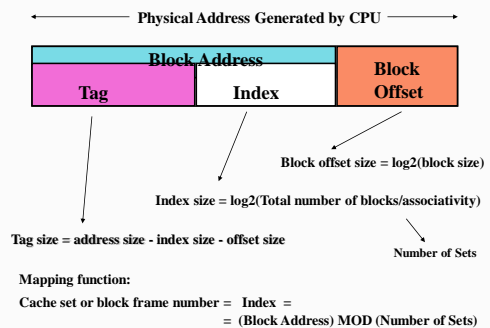 Physical Address Generated by CPU
Block Address
Tag
Index
Block
Offset
Block offset size = log2(block size)
Index size = log2(Total number of blocks/associativity)
Tag size = address size - index size - offset size
Number of Sets
Mapping function:
Cache set or block frame number = Index =
= (Block Address) MOD (Number of Sets)